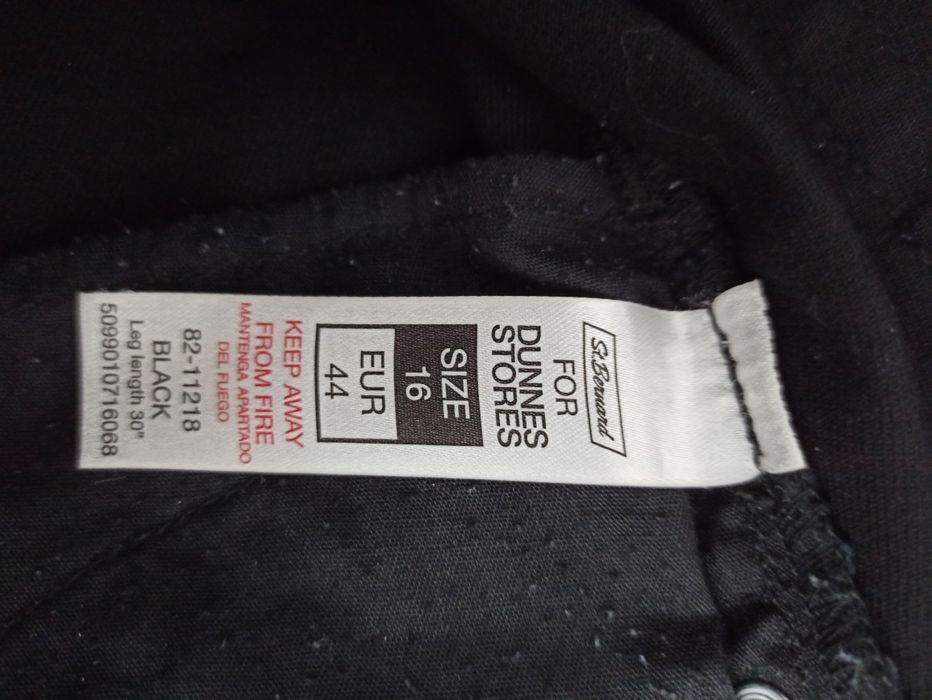 St.Bernard
FOR
DUNNES
STORES
SIZE
16
EUR
44
KEEP AWAY
FROM FIRE
MANTENGA APARTADO
DEL FUEGO
82-11218
BLACK
Leg length 30"
5099010716068